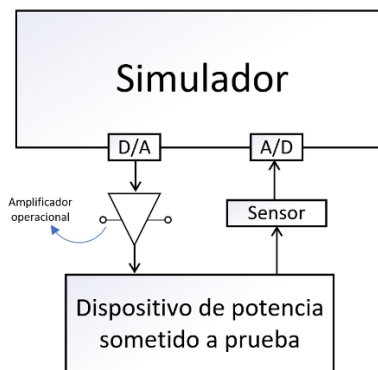 Simulador
D/A
A/D
Amplificador
operacional
Sensor
Dispositivo de potencia
sometido a prueba